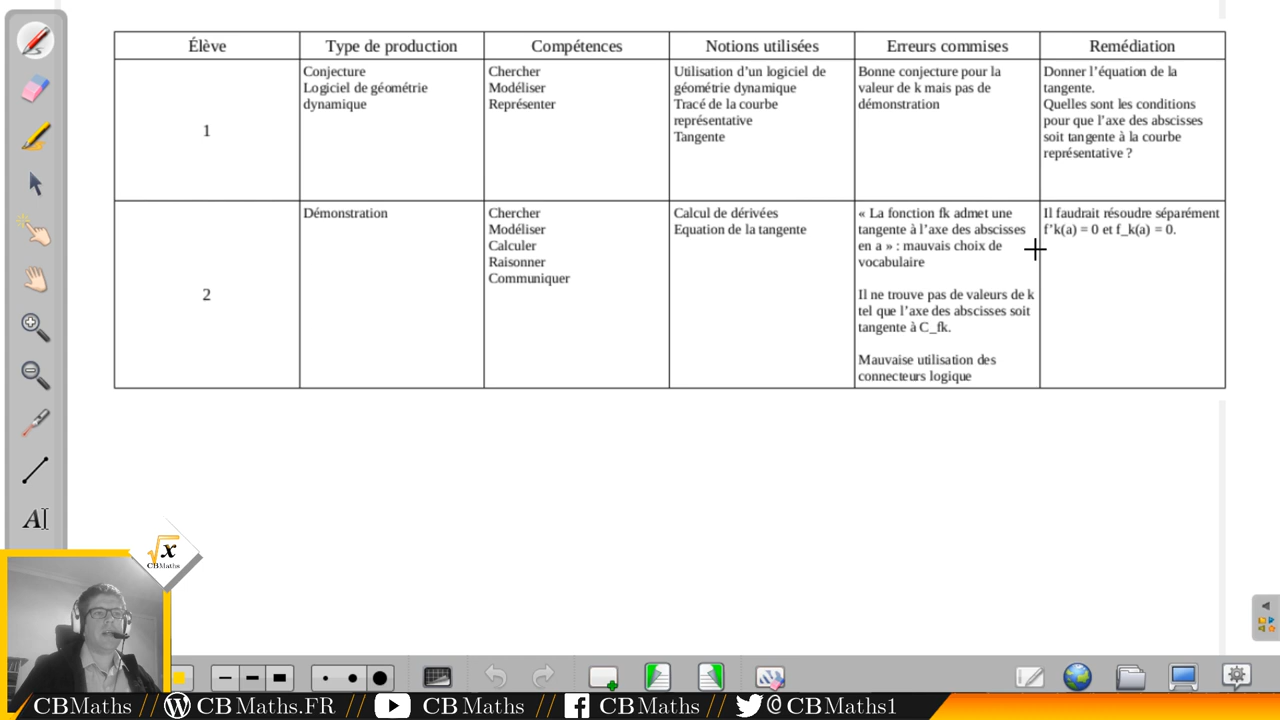 Élève
Type de production
Compétences
Notions utilisées
Erreurs commises
Remédiation
1
Conjecture
Logiciel de géométrie
dynamique
Chercher
Modéliser
Représenter
Utilisation d'un logiciel de
géométrie dynamique
Tracé de la courbe
représentative
Tangente
Bonne conjecture pour la
valeur de k mais pas de
démonstration
Donner l'équation de la
tangente.
Quelles sont les conditions
pour que l'axe des abscisses
soit tangente à la courbe
représentative ?
2
Démonstration
Chercher
Modéliser
Calculer
Raisonner
Communiquer
Calcul de dérivées
Equation de la tangente
« La fonction fk admet une
tangente à l'axe des abscisses
en a » : mauvais choix de
vocabulaire
Il ne trouve pas de valeurs de k
tel que l'axe des abscisses soit
tangente à C_fk.
Mauvaise utilisation des
connecteurs logique
Il faudrait résoudre séparément
f'k(a) = 0 et f_k(a) = 0.
A
√x
CBMaths
CBMaths // CBMaths.FR // CBMaths // CBMaths // @CBMaths1